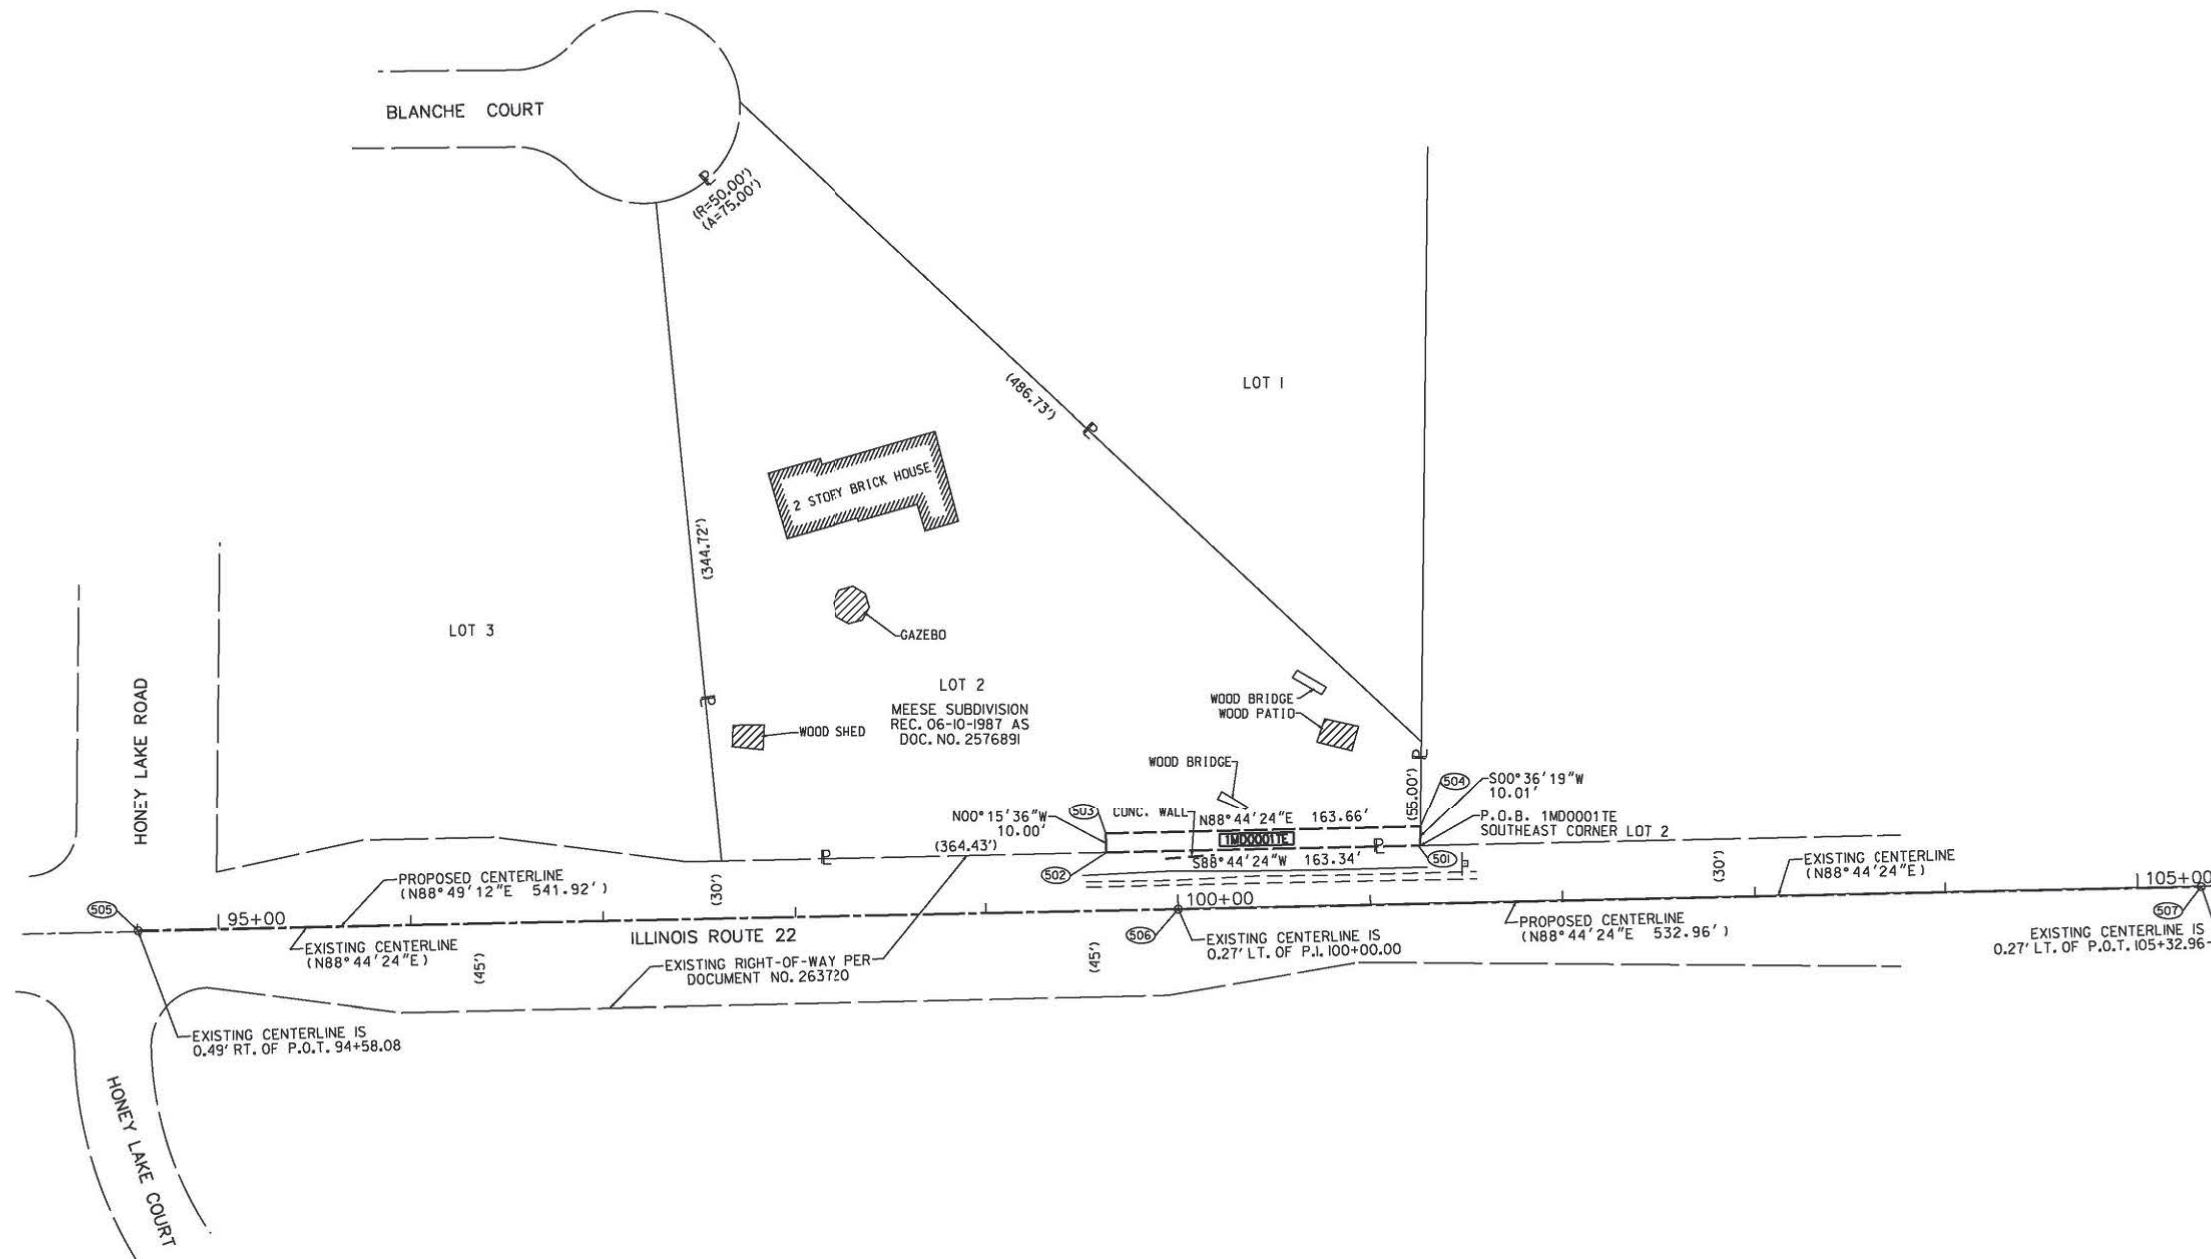 BLANCHE COURT
(R=50.00')
(A=75.00')
LOT 1
(486.73')
2 STORY BRICK HOUSE
(344.72')
GAZEBO
LOT 3
LOT 2
MEESE SUBDIVISION
REC. 06-10-1987 AS
DOC. NO. 2576891
WOOD BRIDGE
WOOD PATIO
WOOD SHED
HONEY LAKE ROAD
WOOD BRIDGE
(55.00')
504
S00°36'19"W
10.01'
503
CONC. WALL
N00°15'36"W
10.00'
N88°44'24"E 163.66'
P.O.B. 1MD0001TE
SOUTHEAST CORNER LOT 2
1MD0001TE
(364.43')
S88°44'24"W 163.34'
501
502
(30')
EXISTING CENTERLINE
(N88°44'24"E)
PROPOSED CENTERLINE
(N88°49'12"E 541.92')
(30')
105+00
505
95+00
100+00
507
PROPOSED CENTERLINE
(N88°44'24"E 532.96')
ILLINOIS ROUTE 22
506
EXISTING CENTERLINE IS
0.27' LT. OF P.I. 100+00.00
EXISTING CENTERLINE IS
0.27' LT. OF P.O.T. 105+32.96
EXISTING CENTERLINE
(N88°44'24"E)
(45')
(45')
EXISTING RIGHT-OF-WAY PER
DOCUMENT NO. 263720
EXISTING CENTERLINE IS
0.49' RT. OF P.O.T. 94+58.08
HONEY LAKE COURT